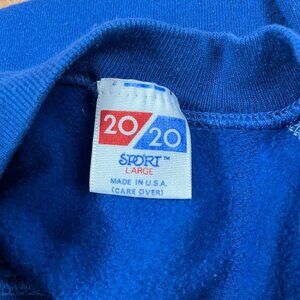 20/20
SPORT™
LARGE
MADE IN U.S.A.
(CARE OVER)